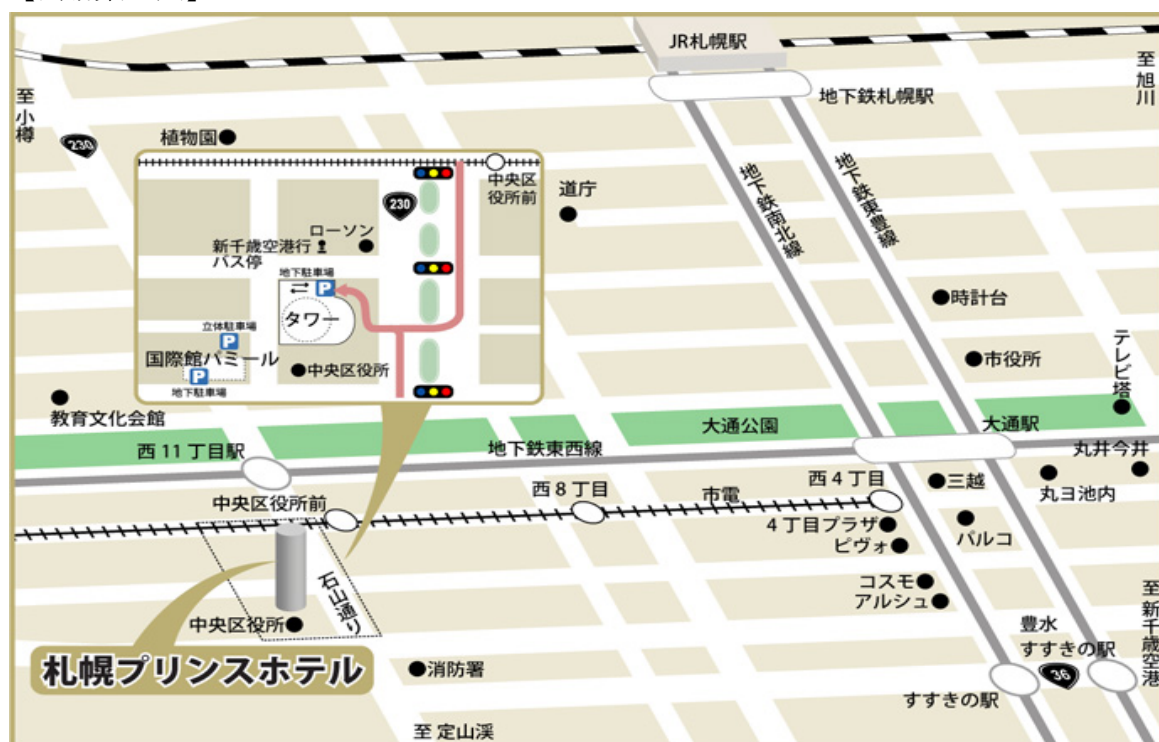 JR札幌駅
地下鉄札幌駅
至旭川
至小樽
230
植物園
中央区
役所前
230
道庁
地下鉄南北線
地下鉄東豊線
ローソン
新千歳空港行
バス停
地下駐車場
P
タワー
立体駐車場
P
国際館パミール
P
地下駐車場
中央区役所
時計台
市役所
テレビ塔
教育文化会館
大通公園
大通駅
西11丁目駅
地下鉄東西線
丸井今井
中央区役所前
西8丁目
市電
西4丁目
三越
丸ヨ池内
4丁目プラザ
ピヴォ
パルコ
石山通り
コスモ
アルシュ
中央区役所
至新千歳空港
豊水
すすきの駅
36
札幌プリンスホテル
消防署
すすきの駅
至 定山渓